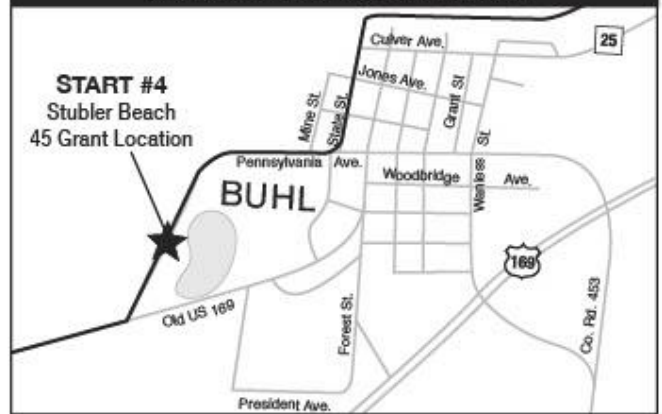 Culver Ave.
25
Jones Ave.
START #4
Stubler Beach
45 Grant Location
Mine St.
State St.
Grant St
Pennsylvania Ave.
Woodbridge Ave.
Wanless St.
BUHL
169
Old US 169
Forest St.
Co. Rd. 453
President Ave.